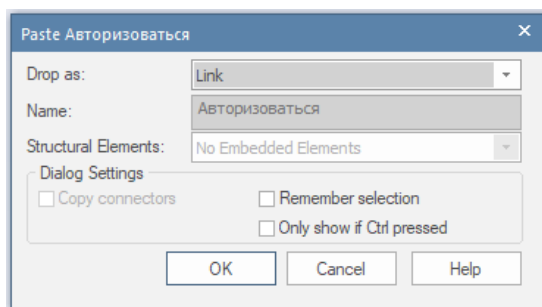 Paste Авторизоваться
Drop as: Link
Name: Авторизоваться
Structural Elements: No Embedded Elements
Dialog Settings
Copy connectors Remember selection
Only show if Ctrl pressed
OK Cancel Help